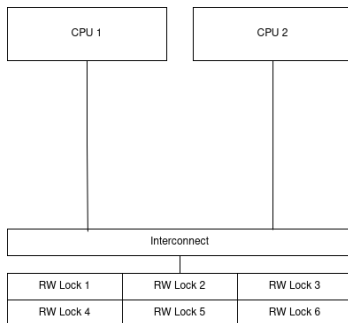 CPU 1 CPU 2
Interconnect
RW Lock 1 RW Lock 2 RW Lock 3
RW Lock 4 RW Lock 5 RW Lock 6